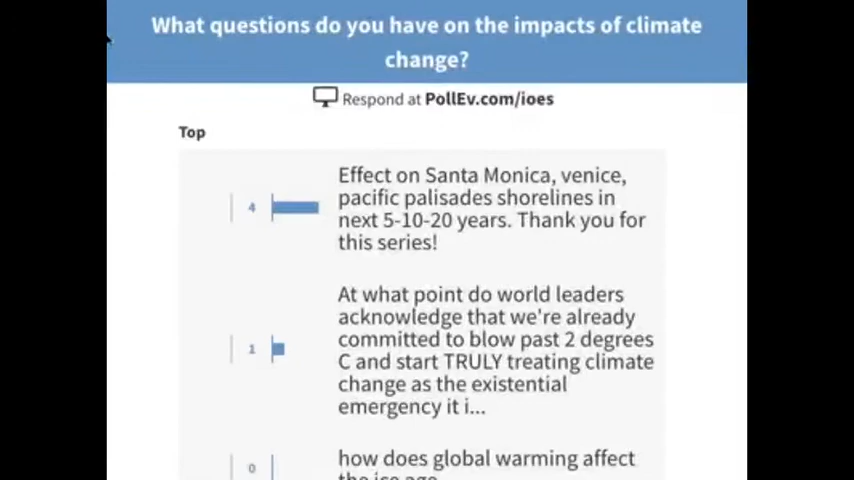 What questions do you have on the impacts of climate
change?
Respond at PollEv.com/ioes
Top
4
Effect on Santa Monica, venice,
pacific palisades shorelines in
next 5-10-20 years. Thank you for
this series!
1
At what point do world leaders
acknowledge that we're already
committed to blow past 2 degrees
C and start TRULY treating climate
change as the existential
emergency it i...
0
how does global warming affect
the ice age